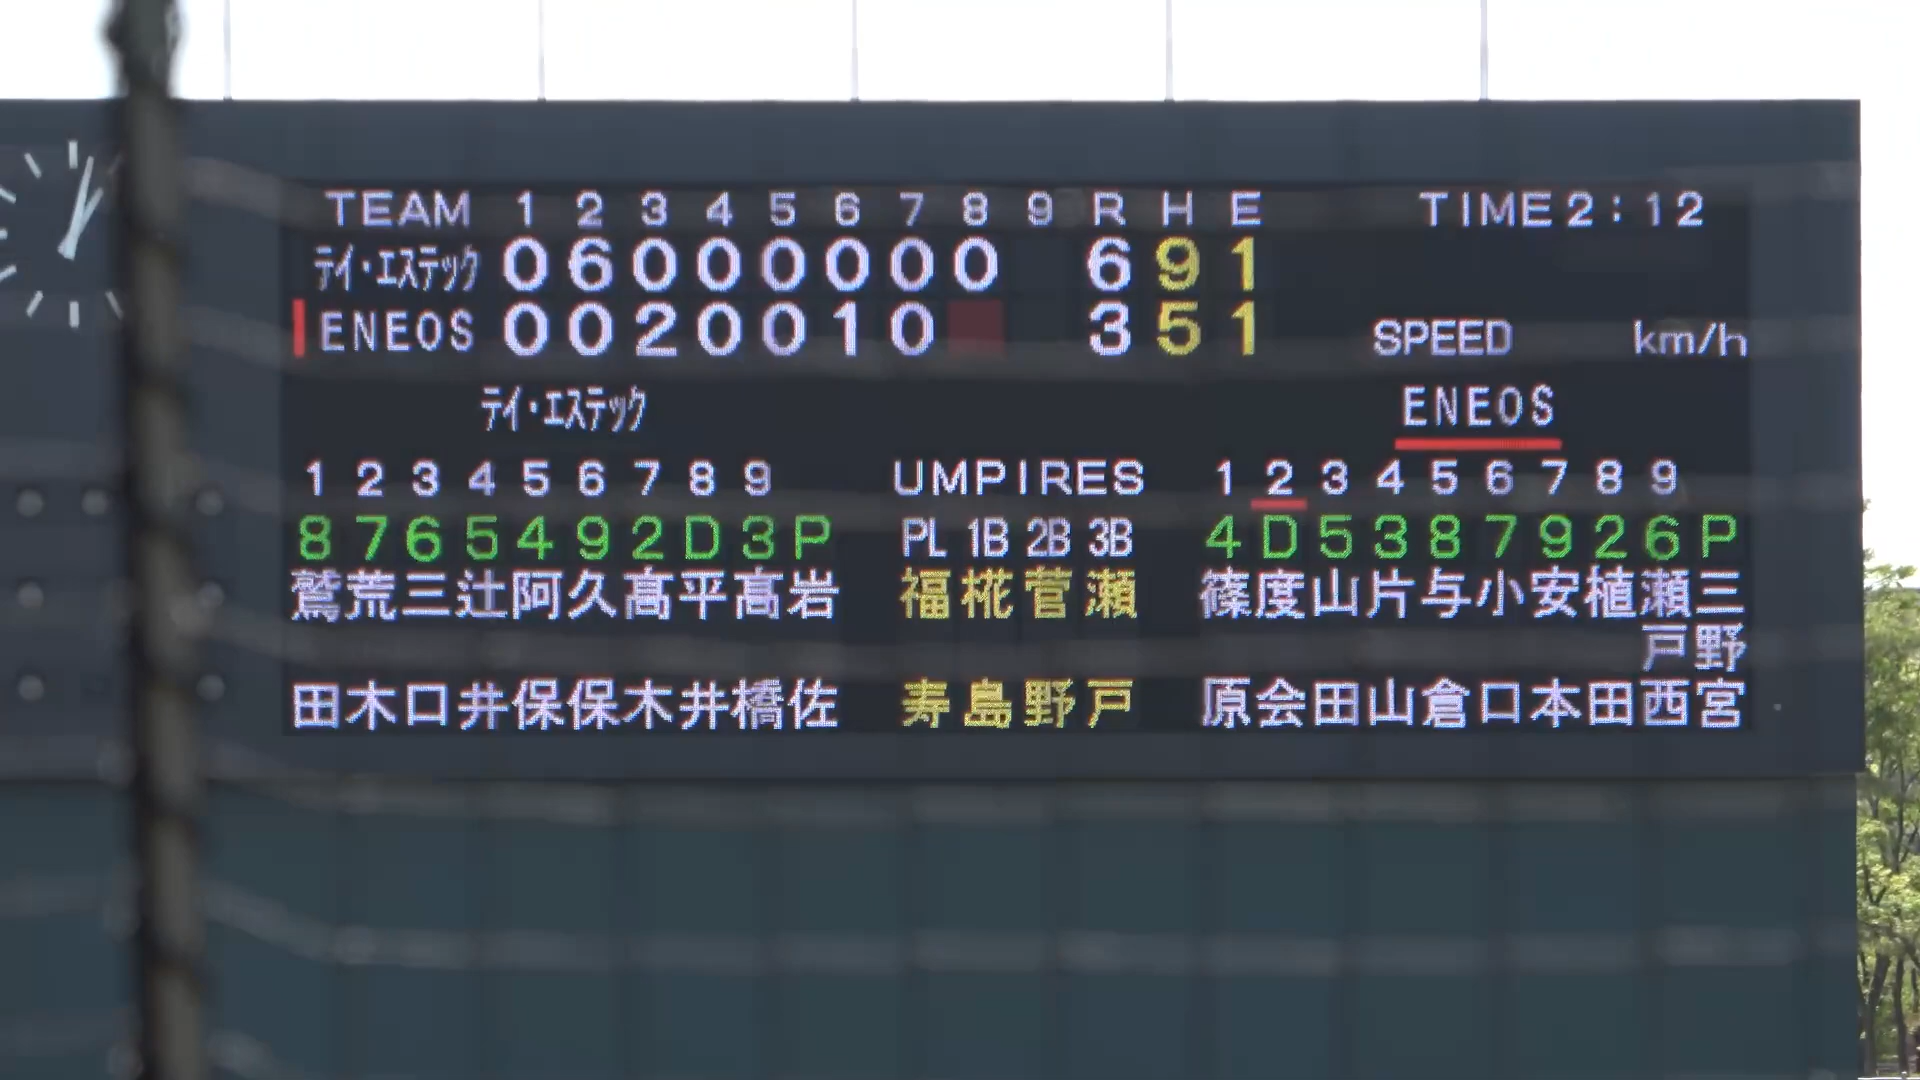 TEAM 1 2 3 4 5 6 7 8 9 R H E TIME 2:12
テイ・エステック 0 6 0 0 0 0 0 0 6 9 1
ENEOS 0 0 2 0 0 1 0 3 5 1 SPEED km/h
テイ・エステック ENEOS
1 2 3 4 5 6 7 8 9 UMPIRES 1 2 3 4 5 6 7 8 9
8 7 6 5 4 9 2 D 3 P PL 1B 2B 3B 4 D 5 3 8 7 9 2 6 P
鷲荒三辻阿久髙平高岩 福椛菅瀬 篠度山片与小安植瀬三
戸野
田木口井保保木井橋佐 寿島野戸 原会田山倉口本田西宮